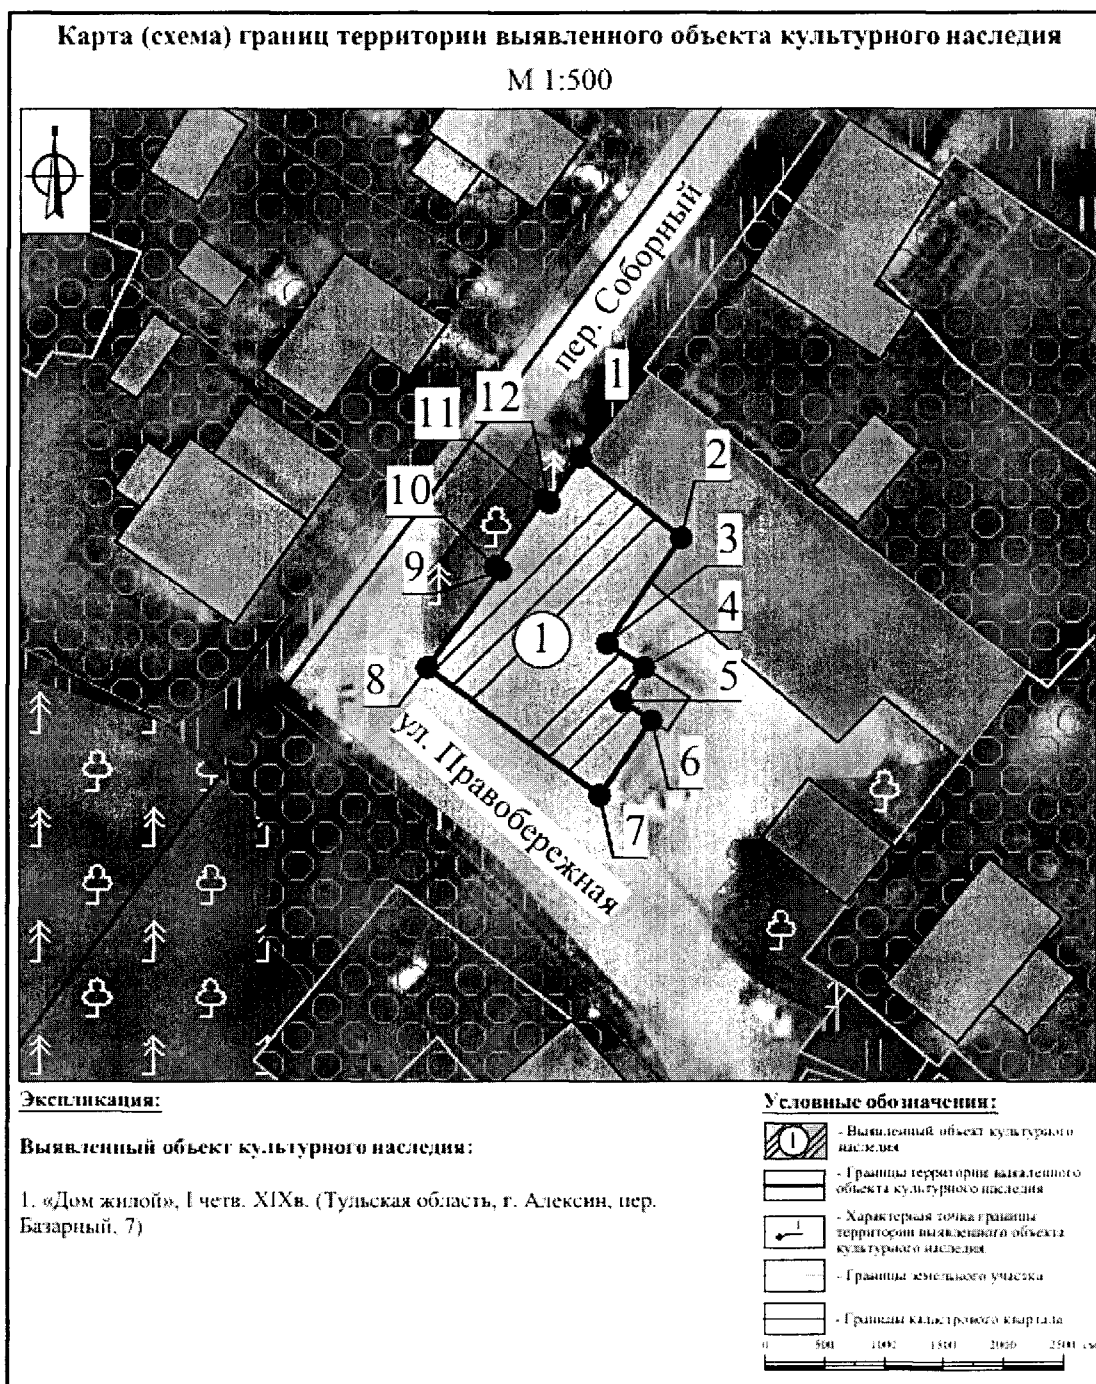 Карта (схема) границ территории выявленного объекта культурного наследия
М 1:500
пер. Соборный
1
12
11
2
10
3
9
4
1
5
8
6
ул. Правобережная
7
Экспликация:
Выявленный объект культурного наследия:
1. «Дом жилой», I четв. XIXв. (Тульская область, г. Алексин, пер.
Базарный, 7)
Условные обозначения:
1
- Выявленный объект культурного
наследия
- Границы территории выявленного
объекта культурного наследия
1
- Характерная точка границы
территории выявленного объекта
культурного наследия
- Границы земельного участка
- Границы кадастрового квартала
0 500 1000 1500 2000 2500 см